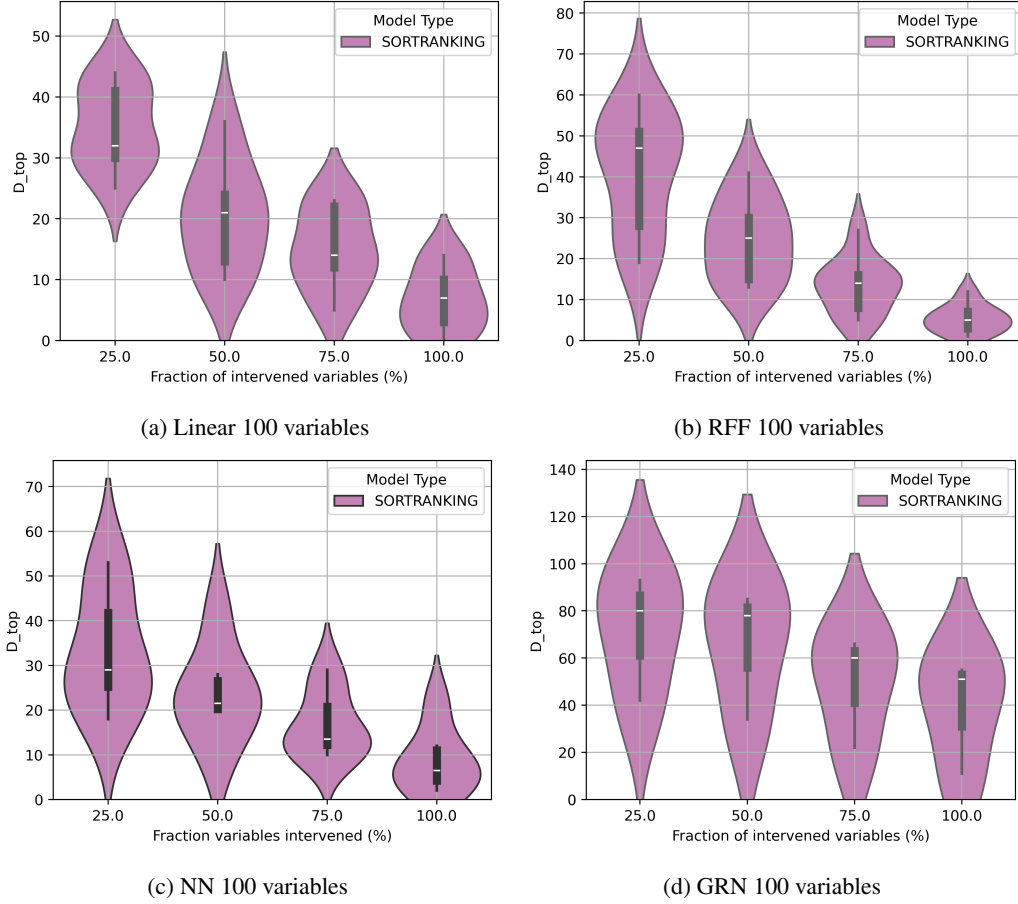 Model Type
SORTRANKING
D_top
50
40
30
20
10
0
25.0 50.0 75.0 100.0
Fraction of intervened variables (%)
(a) Linear 100 variables
Model Type
SORTRANKING
D_top
80
70
60
50
40
30
20
10
0
25.0 50.0 75.0 100.0
Fraction of intervened variables (%)
(b) RFF 100 variables
Model Type
SORTRANKING
D_top
70
60
50
40
30
20
10
0
25.0 50.0 75.0 100.0
Fraction variables intervened (%)
(c) NN 100 variables
Model Type
SORTRANKING
D_top
140
120
100
80
60
40
20
0
25.0 50.0 75.0 100.0
Fraction of intervened variables (%)
(d) GRN 100 variables